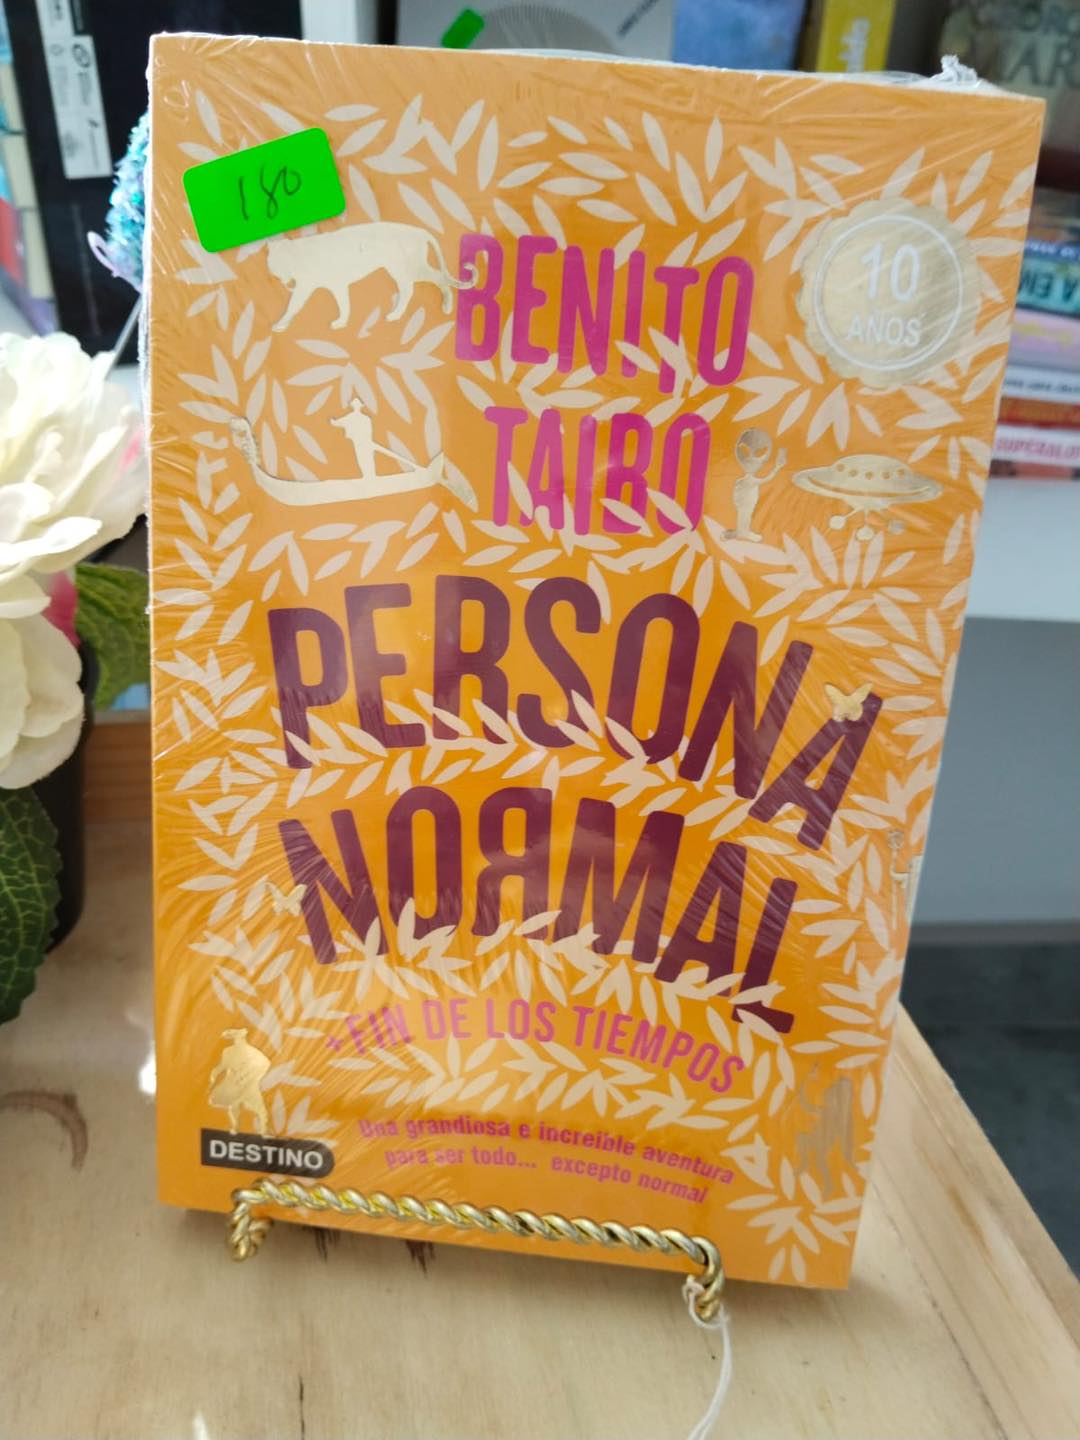 180
BENITO
TAIBO
10
AÑOS
PERSONA
NORMAL
+FIN DE LOS TIEMPOS
Una grandiosa e increíble aventura
para ser todo... excepto normal
DESTINO